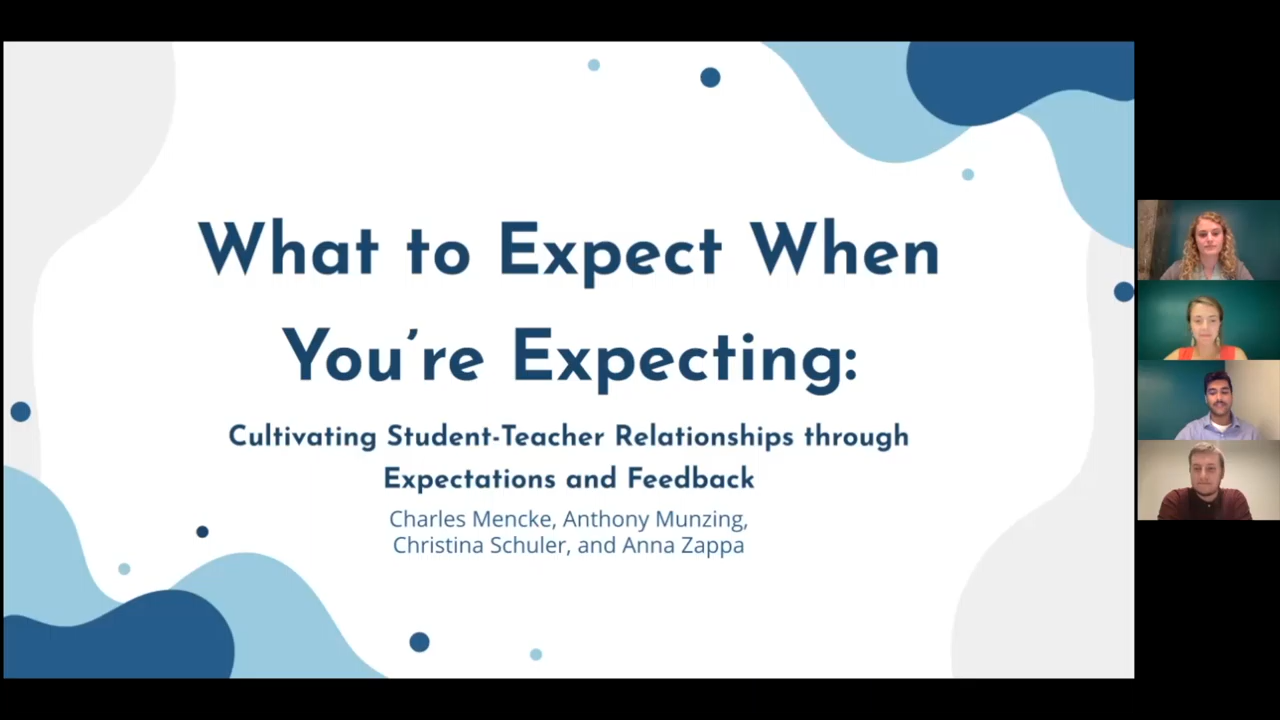 What to Expect When
You’re Expecting:
Cultivating Student-Teacher Relationships through
Expectations and Feedback
Charles Mencke, Anthony Munzing,
Christina Schuler, and Anna Zappa